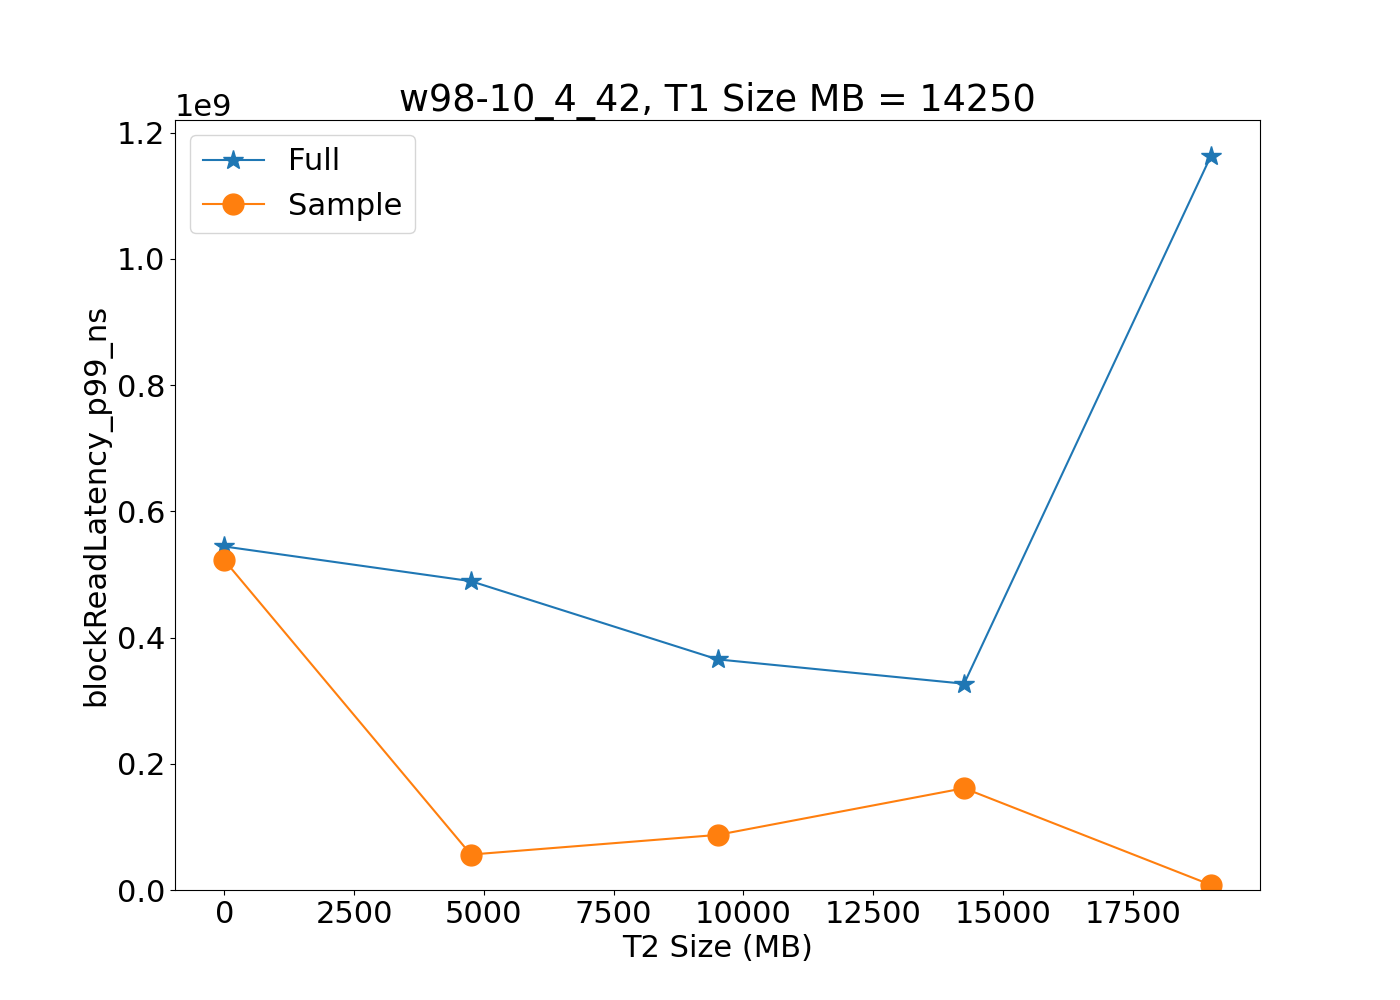 w98-10_4_42, T1 Size MB = 14250
1e9
Full
Sample
blockReadLatency_p99_ns
1.2
1.0
0.8
0.6
0.4
0.2
0.0
0 2500 5000 7500 10000 12500 15000 17500
T2 Size (MB)